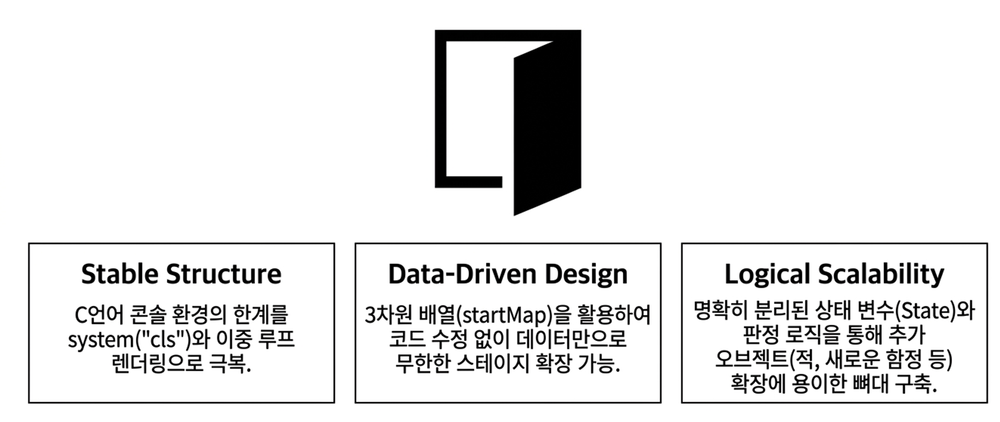 Stable Structure
C언어 콘솔 환경의 한계를
system("cls")와 이중 루프
렌더링으로 극복.
Data-Driven Design
3차원 배열(startMap)을 활용하여
코드 수정 없이 데이터만으로
무한한 스테이지 확장 가능.
Logical Scalability
명확히 분리된 상태 변수(State)와
판정 로직을 통해 추가
오브젝트(적, 새로운 함정 등)
확장에 용이한 뼈대 구축.